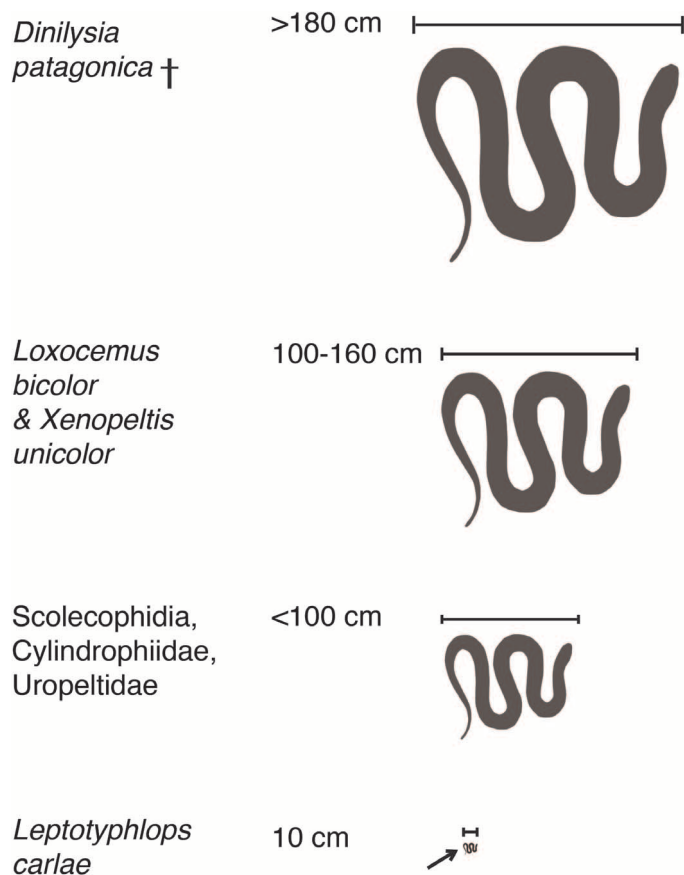 Dinilysia
patagonica †
>180 cm
Loxocemus
bicolor
& Xenopeltis
unicolor
100-160 cm
Scolecophidia,
Cylindrophiidae,
Uropeltidae
<100 cm
Leptotyphlops
carlae
10 cm